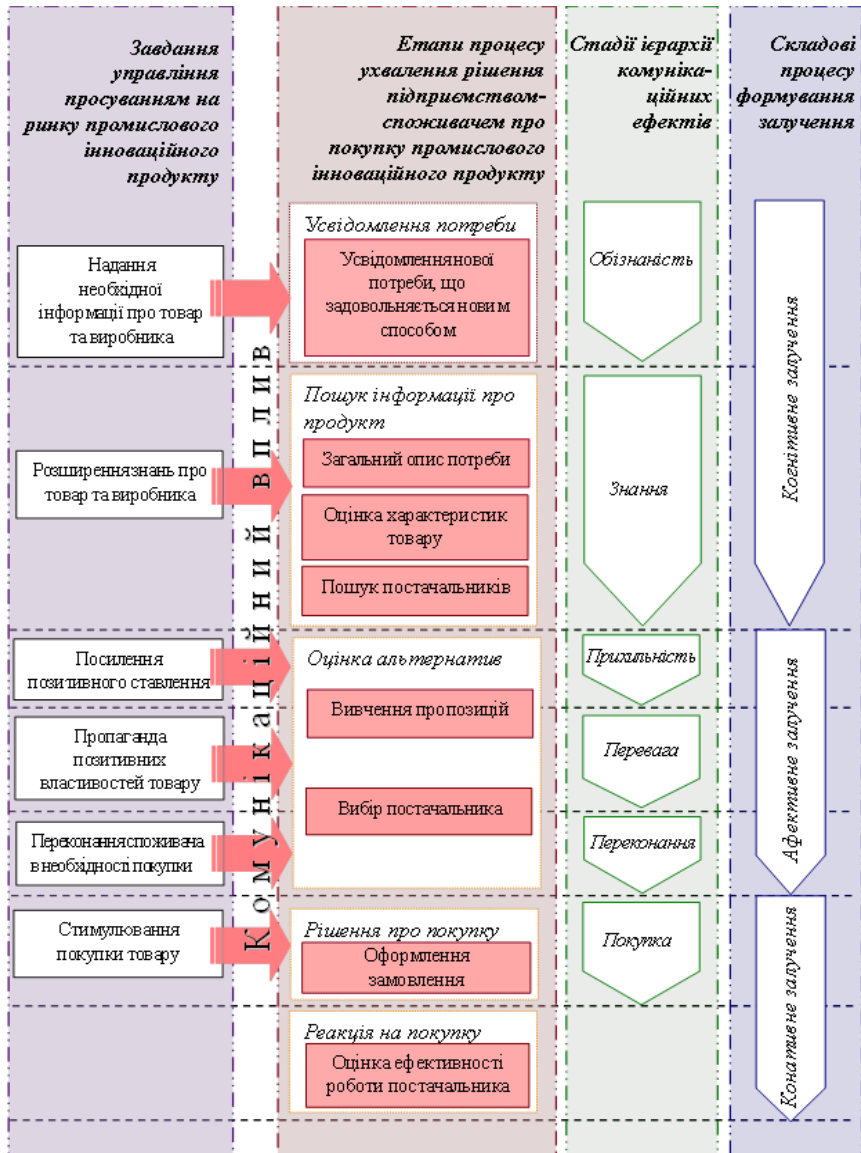 Завдання
управління
просуванням на
ринку промислового
інноваційного
продукту
Етапи процесу
ухвалення рішення
підприємством-
споживачем про
покупку промислового
інноваційного продукту
Стадії ієрархії
комуніка-
ційних
ефектів
Складові
процесу
формування
залучення
Надання
необхідної
інформації про товар
та виробника
Розширеннязнань про
товар та виробника
Посилення
позитивного ставлення
Пропаганда
позитивних
властивостей товару
Переконанняспоживача
в необхідності покупки
Стимулювання
покупки товару
Комунікаційний вплив
Усвідомлення потреби
Усвідомленнянової
потреби, що
задовольняєтьсяновим
способом
Пошук інформації про
продукт
Загальний опис потреби
Оцінка характеристик
товару
Пошук постачальників
Оцінка альтернатив
Вивчення пропозицій
Вибір постачальника
Рішення про покупку
Оформлення
замовлення
Реакція на покупку
Оцінка ефективності
роботи постачальника
Обізнаність
Знання
Прихильність
Перевага
Переконання
Покупка
Когнітивне залучення
Афективне залучення
Конативне залучення